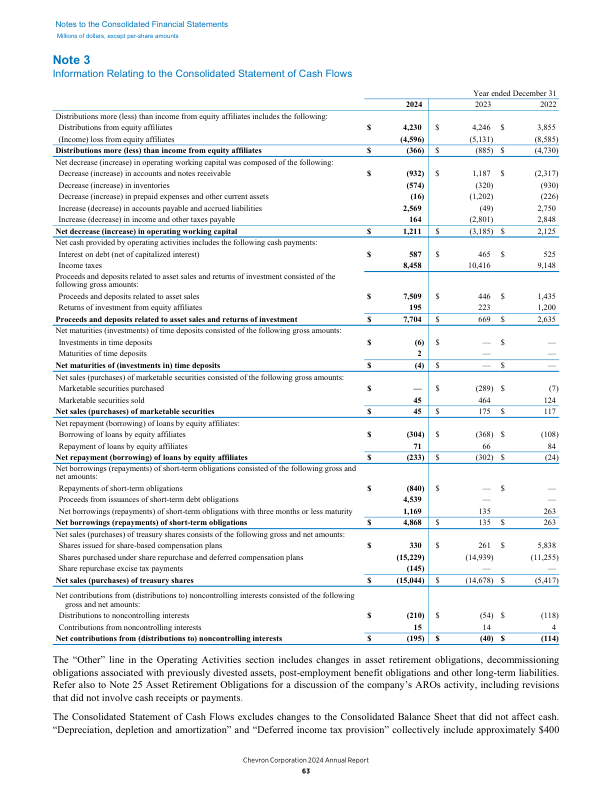 Notes to the Consolidated Financial Statements
Millions of dollars, except per-share amounts
Note 3
Information Relating to the Consolidated Statement of Cash Flows
Year ended December 31
2024 2023 2022
Distributions more (less) than income from equity affiliates includes the following:
Distributions from equity affiliates $ 4,230 $ 4,246 $ 3,855
(Income) loss from equity affiliates (4,596) (5,131) (8,585)
Distributions more (less) than income from equity affiliates $ (366) $ (885) $ (4,730)
Net decrease (increase) in operating working capital was composed of the following:
Decrease (increase) in accounts and notes receivable $ (932) $ 1,187 $ (2,317)
Decrease (increase) in inventories (574) (320) (930)
Decrease (increase) in prepaid expenses and other current assets (16) (1,202) (226)
Increase (decrease) in accounts payable and accrued liabilities 2,569 (49) 2,750
Increase (decrease) in income and other taxes payable 164 (2,801) 2,848
Net decrease (increase) in operating working capital $ 1,211 $ (3,185) $ 2,125
Net cash provided by operating activities includes the following cash payments:
Interest on debt (net of capitalized interest) $ 587 $ 465 $ 525
Income taxes 8,458 10,416 9,148
Proceeds and deposits related to asset sales and returns of investment consisted of the
following gross amounts:
Proceeds and deposits related to asset sales $ 7,509 $ 446 $ 1,435
Returns of investment from equity affiliates 195 223 1,200
Proceeds and deposits related to asset sales and returns of investment $ 7,704 $ 669 $ 2,635
Net maturities (investments) of time deposits consisted of the following gross amounts:
Investments in time deposits $ (6) $ — $ —
Maturities of time deposits 2 — —
Net maturities of (investments in) time deposits $ (4) $ — $ —
Net sales (purchases) of marketable securities consisted of the following gross amounts:
Marketable securities purchased $ — $ (289) $ (7)
Marketable securities sold 45 464 124
Net sales (purchases) of marketable securities $ 45 $ 175 $ 117
Net repayment (borrowing) of loans by equity affiliates:
Borrowing of loans by equity affiliates $ (304) $ (368) $ (108)
Repayment of loans by equity affiliates 71 66 84
Net repayment (borrowing) of loans by equity affiliates $ (233) $ (302) $ (24)
Net borrowings (repayments) of short-term obligations consisted of the following gross and
net amounts:
Repayments of short-term obligations $ (840) $ — $ —
Proceeds from issuances of short-term debt obligations 4,539 — —
Net borrowings (repayments) of short-term obligations with three months or less maturity 1,169 135 263
Net borrowings (repayments) of short-term obligations $ 4,868 $ 135 $ 263
Net sales (purchases) of treasury shares consists of the following gross and net amounts:
Shares issued for share-based compensation plans $ 330 $ 261 $ 5,838
Shares purchased under share repurchase and deferred compensation plans (15,229) (14,939) (11,255)
Share repurchase excise tax payments (145) — —
Net sales (purchases) of treasury shares $ (15,044) $ (14,678) $ (5,417)
Net contributions from (distributions to) noncontrolling interests consisted of the following
gross and net amounts:
Distributions to noncontrolling interests $ (210) $ (54) $ (118)
Contributions from noncontrolling interests 15 14 4
Net contributions from (distributions to) noncontrolling interests $ (195) $ (40) $ (114)
The “Other” line in the Operating Activities section includes changes in asset retirement obligations, decommissioning
obligations associated with previously divested assets, post-employment benefit obligations and other long-term liabilities.
Refer also to Note 25 Asset Retirement Obligations for a discussion of the company’s AROs activity, including revisions
that did not involve cash receipts or payments.
The Consolidated Statement of Cash Flows excludes changes to the Consolidated Balance Sheet that did not affect cash.
“Depreciation, depletion and amortization” and “Deferred income tax provision” collectively include approximately $400
Chevron Corporation 2024 Annual Report
63